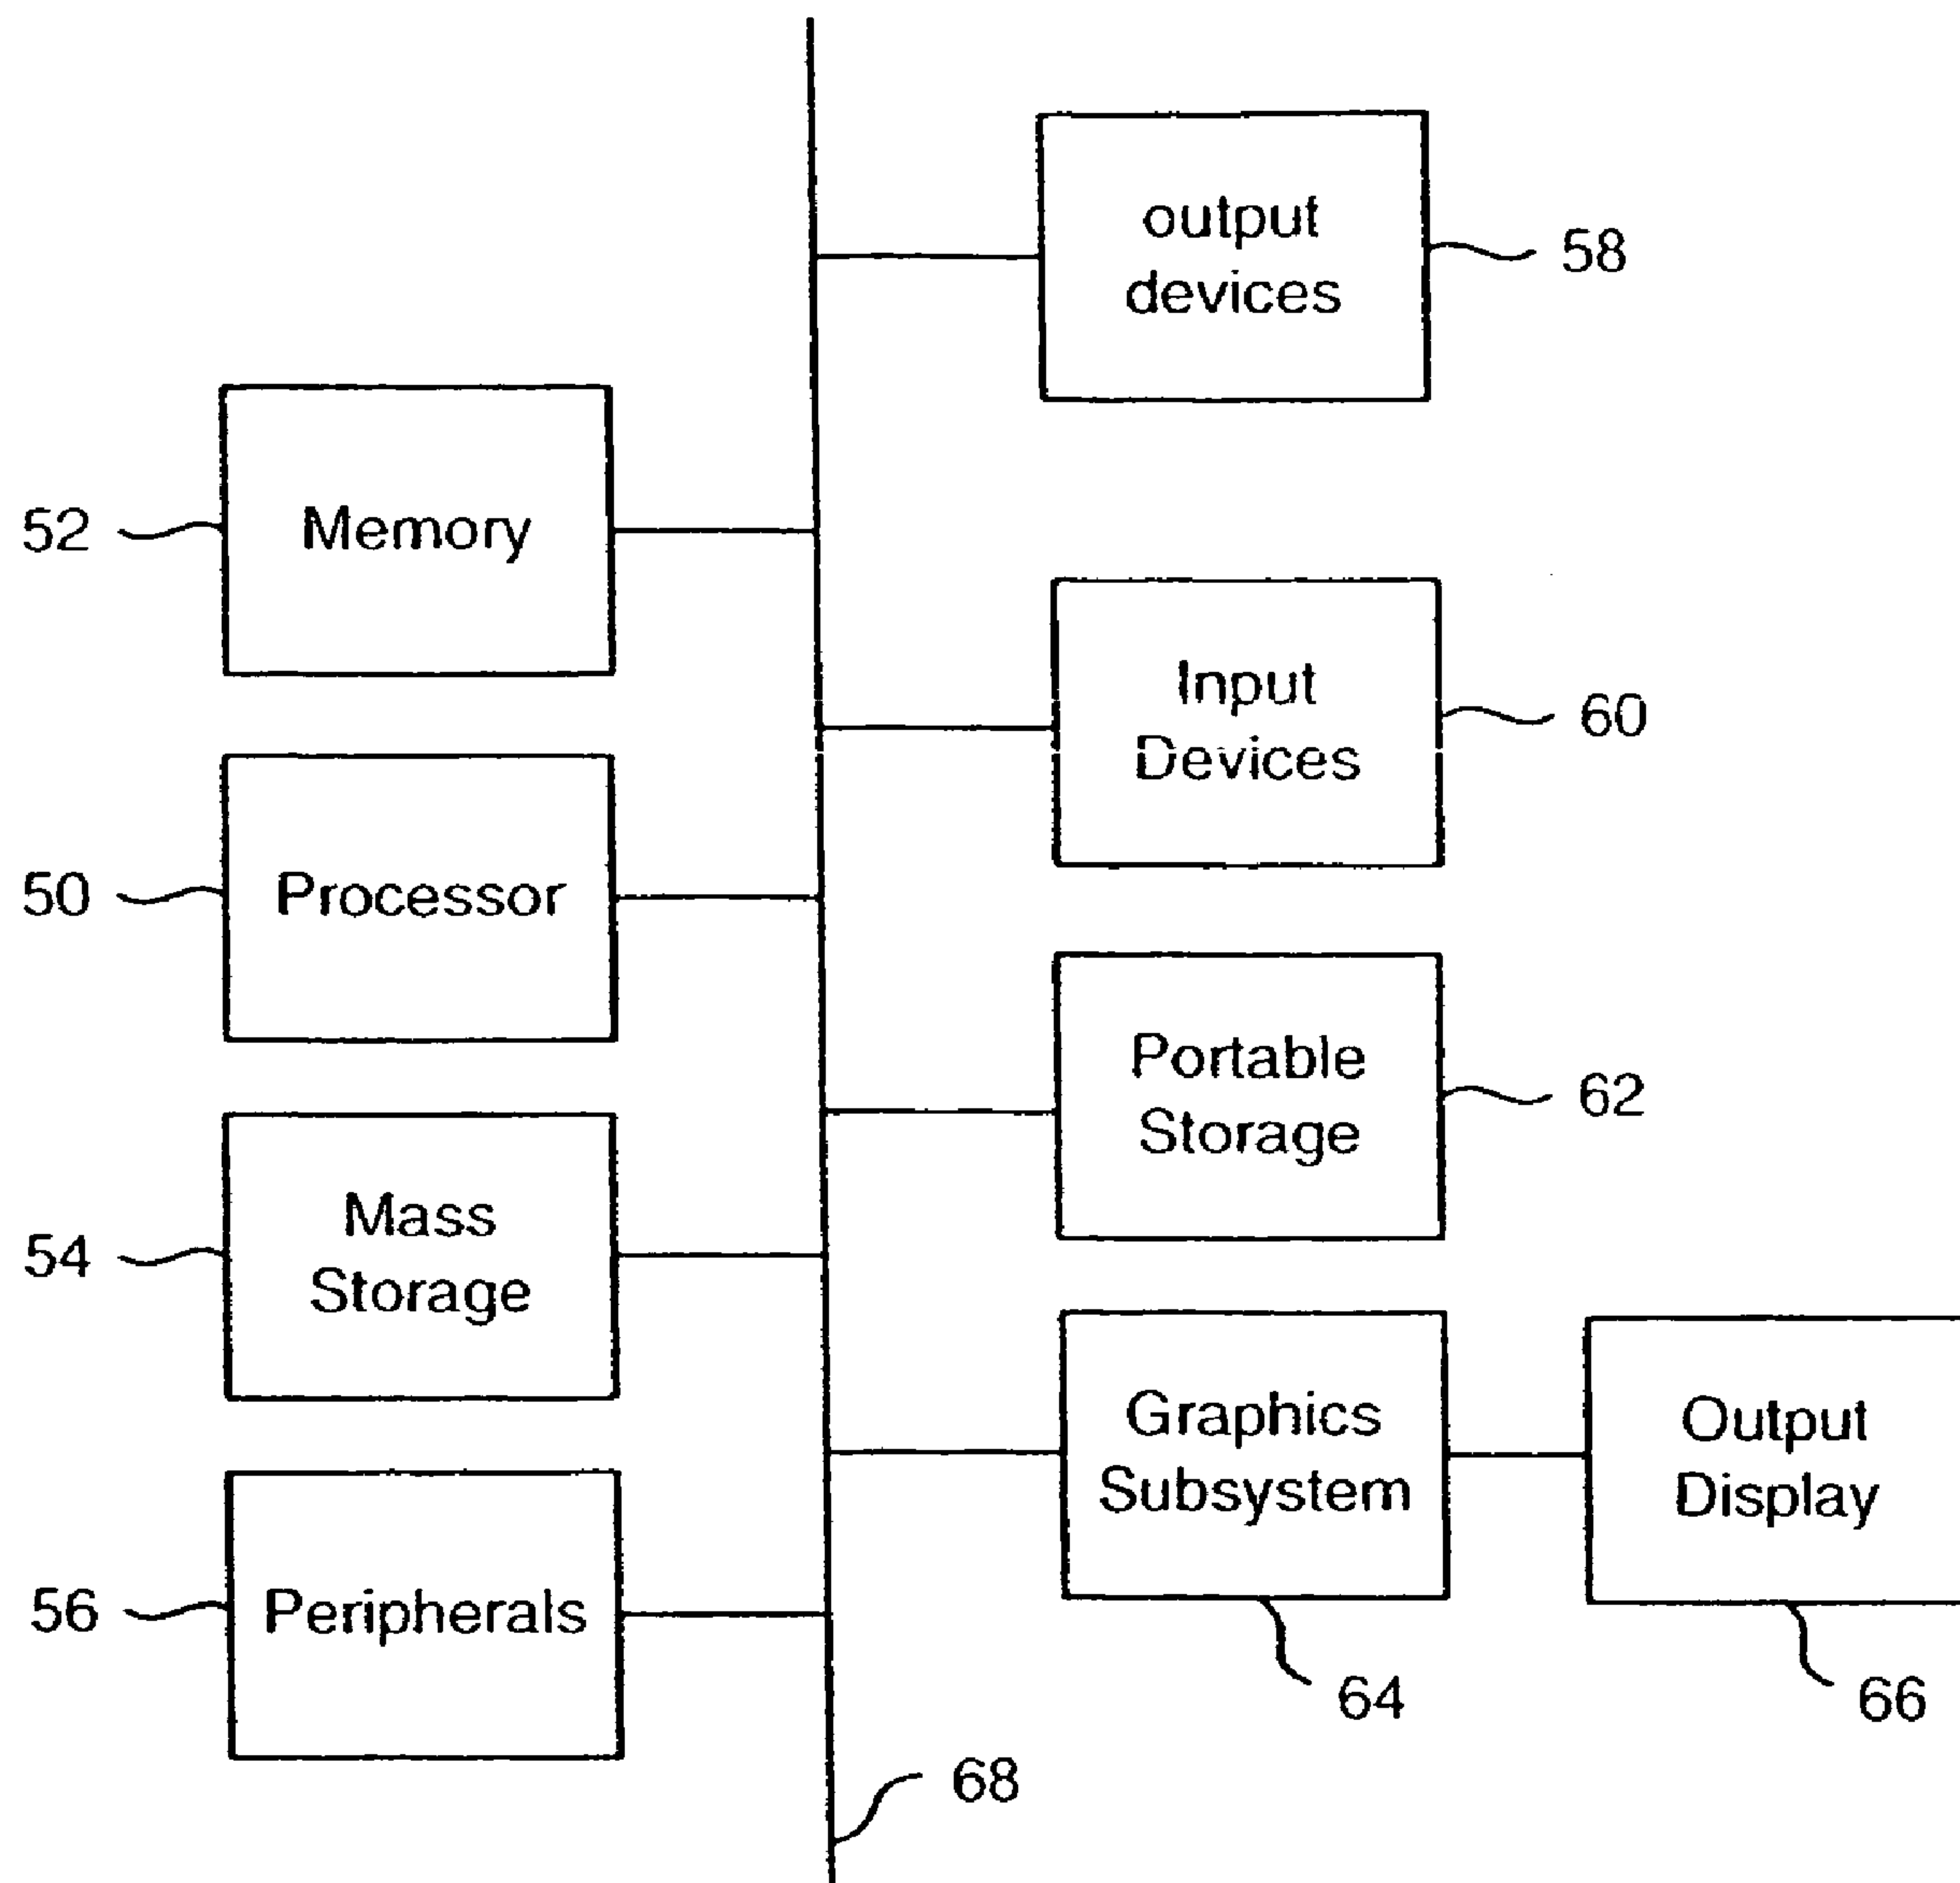 output
devices
58
52
Memory
Input
Devices
60
50
Processor
Portable
Storage
62
54
Mass
Storage
Graphics
Subsystem
Output
Display
56
Peripherals
64
66
68